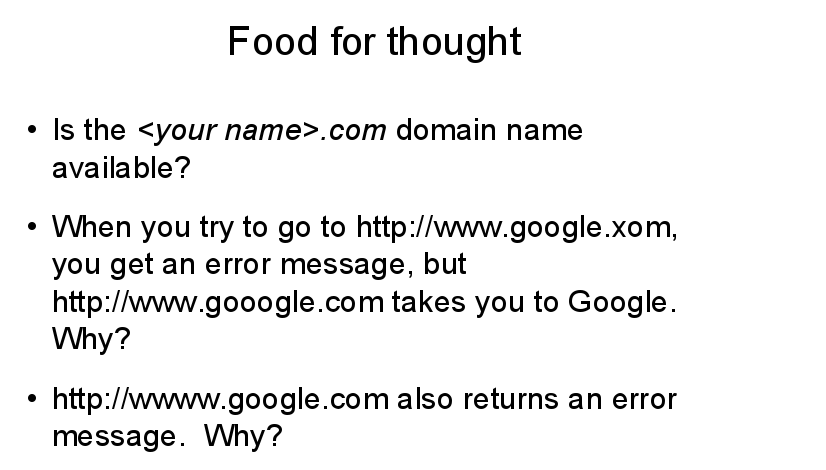 Food for thought
• Is the <your name>.com domain name
available?
• When you try to go to http://www.google.xom,
you get an error message, but
http://www.gooogle.com takes you to Google.
Why?
• http://wwww.google.com also returns an error
message.  Why?